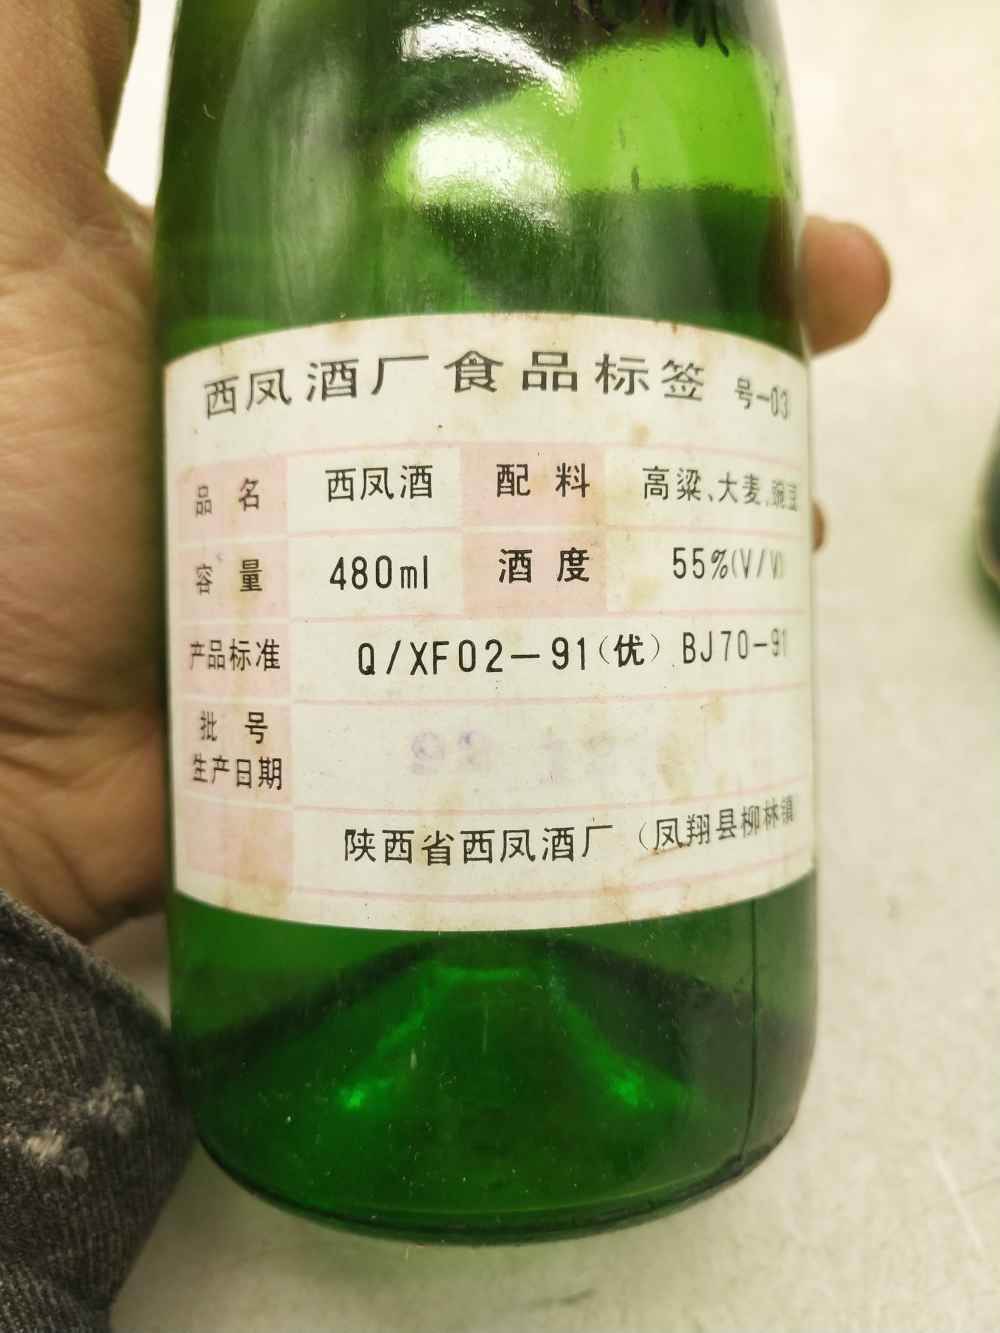 西凤酒厂食品标签 号-03
品名 西凤酒 配料 高粱、大麦、豌豆
容量 480ml 酒度 55%(V/V)
产品标准 Q/XF02-91(优) BJ70-91
批号
生产日期
陕西省西凤酒厂(凤翔县柳林镇